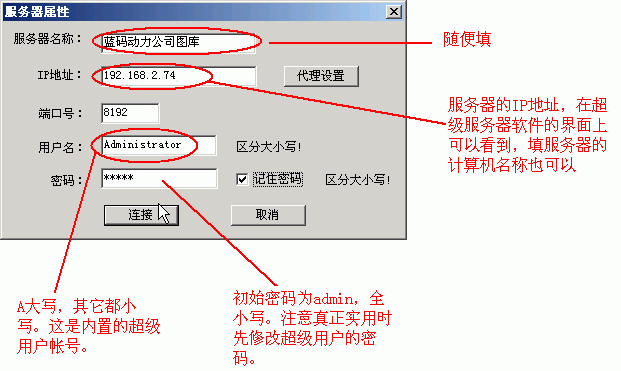 服务器属性
服务器名称：
蓝码动力公司图库
随便填
IP地址：
192.168.2.74
代理设置
服务器的IP地址，在超
级服务器软件的界面上
可以看到，填服务器的
计算机名称也可以
端口号：
8192
用户名：
Administrator
区分大小写!
密码：
*****
记住密码
区分大小写!
连接
取消
A大写，其它都小
写。这是内置的超级
用户帐号。
初始密码为admin，全
小写。注意真正实用时
先修改超级用户的密
码。